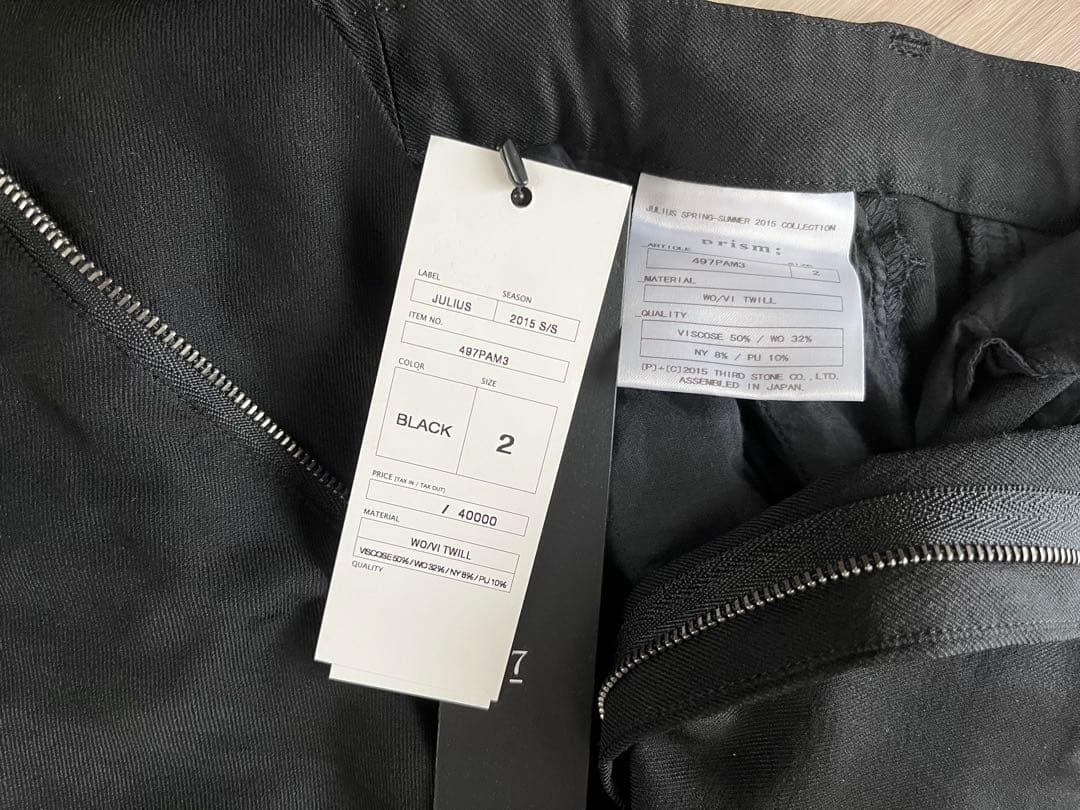 LABEL
JULIUS
SEASON
2015 S/S
ITEM NO.
497PAM3
COLOR
BLACK
SIZE
2
PRICE [TAX IN / TAX OUT]
/ 40000
MATERIAL
WO/VI TWILL
VISCOSE 50% / WO 32% / NY 8% / PU 10%
QUALITY
7
JULIUS SPRING-SUMMER 2015 COLLECTION
prism;
ARTICLE SIZE
497PAM3 2
MATERIAL
WO/VI TWILL
QUALITY
VISCOSE 50% / WO 32%
NY 8% / PU 10%
(P)+(C)2015 THIRD STONE CO.,LTD.
ASSEMBLED IN JAPAN.